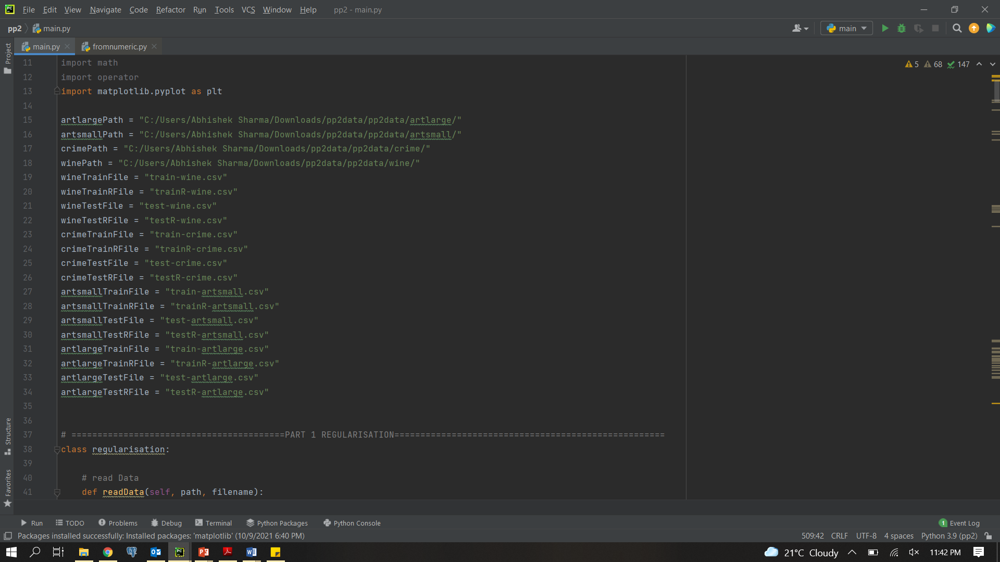 File Edit View Navigate Code Refactor Run Tools VCS Window Help pp2 - main.py
pp2 main.py main
main.py fromnumeric.py
Project
5 68 147
11 import math
12 import operator
13 import matplotlib.pyplot as plt
14
15 artlargePath = "C:/Users/Abhishek Sharma/Downloads/pp2data/pp2data/artlarge/"
16 artsmallPath = "C:/Users/Abhishek Sharma/Downloads/pp2data/pp2data/artsmall/"
17 crimePath = "C:/Users/Abhishek Sharma/Downloads/pp2data/pp2data/crime/"
18 winePath = "C:/Users/Abhishek Sharma/Downloads/pp2data/pp2data/wine/"
19 wineTrainFile = "train-wine.csv"
20 wineTrainRFile = "trainR-wine.csv"
21 wineTestFile = "test-wine.csv"
22 wineTestRFile = "testR-wine.csv"
23 crimeTrainFile = "train-crime.csv"
24 crimeTrainRFile = "trainR-crime.csv"
25 crimeTestFile = "test-crime.csv"
26 crimeTestRFile = "testR-crime.csv"
27 artsmallTrainFile = "train-artsmall.csv"
28 artsmallTrainRFile = "trainR-artsmall.csv"
29 artsmallTestFile = "test-artsmall.csv"
30 artsmallTestRFile = "testR-artsmall.csv"
31 artlargeTrainFile = "train-artlarge.csv"
32 artlargeTrainRFile = "trainR-artlarge.csv"
33 artlargeTestFile = "test-artlarge.csv"
34 artlargeTestRFile = "testR-artlarge.csv"
35
36
37 # =========================================PART 1 REGULARISATION====================================================
38 class regularisation:
39
40 # read Data
41 def readData(self, path, filename):
Structure
Favorites
Run TODO Problems Debug Terminal Python Packages Python Console 1 Event Log
Packages installed successfully: Installed packages: 'matplotlib' (10/9/2021 6:40 PM) 509:42 CRLF UTF-8 4 spaces Python 3.9 (pp2)
21°C Cloudy 11:42 PM